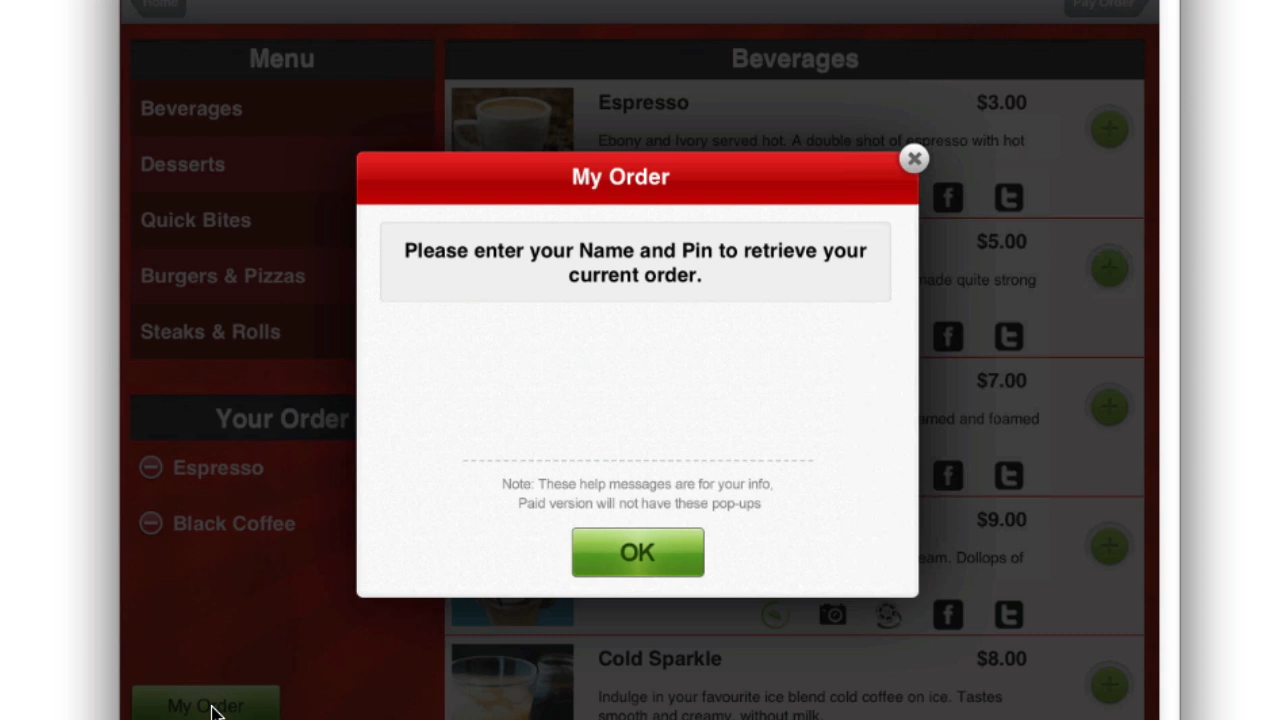 Home
Pay Order
Menu
Beverages
Desserts
Quick Bites
Burgers & Pizzas
Steaks & Rolls
Your Order
Espresso
Black Coffee
My Order
Beverages
Espresso $3.00
Ebony and Ivory served hot. A double shot of espresso with hot
$5.00
made quite strong
$7.00
and foamed
$9.00
Dollops of
Cold Sparkle $8.00
Indulge in your favourite ice blend cold coffee on ice. Tastes
smooth and creamy, without milk.
My Order
Please enter your Name and Pin to retrieve your
current order.
Note: These help messages are for your info,
Paid version will not have these pop-ups
OK